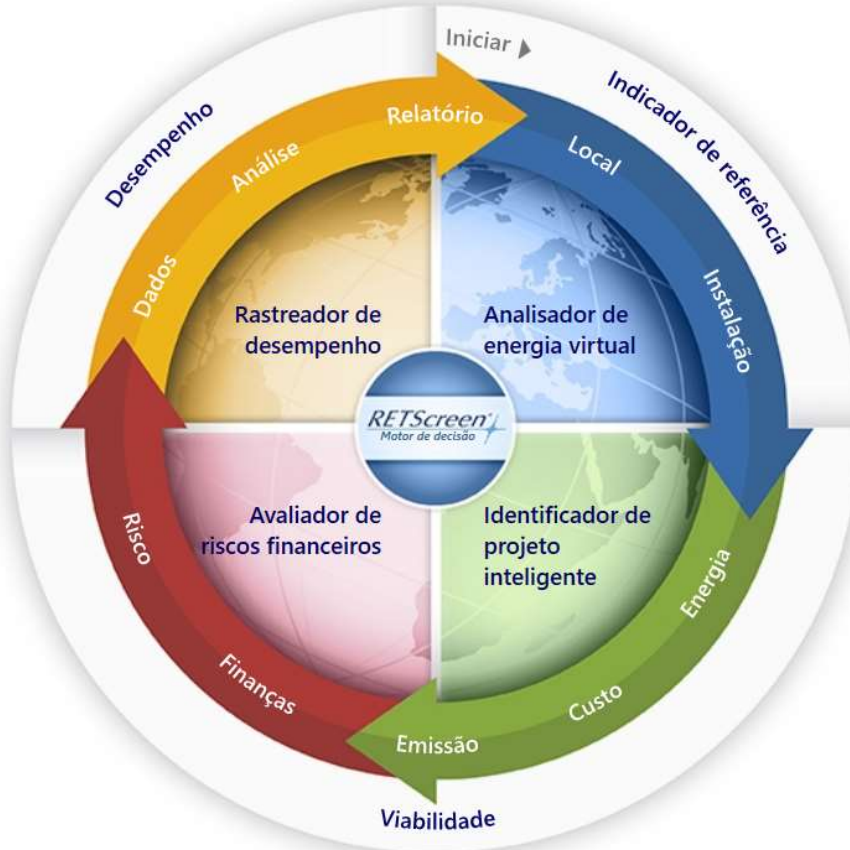 Iniciar
Indicador de referência
Local
Instalação
Analisador de
energia virtual
Energia
Custo
Emissão
Identificador de
projeto
inteligente
Viabilidade
Finanças
Risco
Avaliador de
riscos financeiros
Desempenho
Dados
Análise
Relatório
Rastreador de
desempenho
RETScreen
Motor de decisão